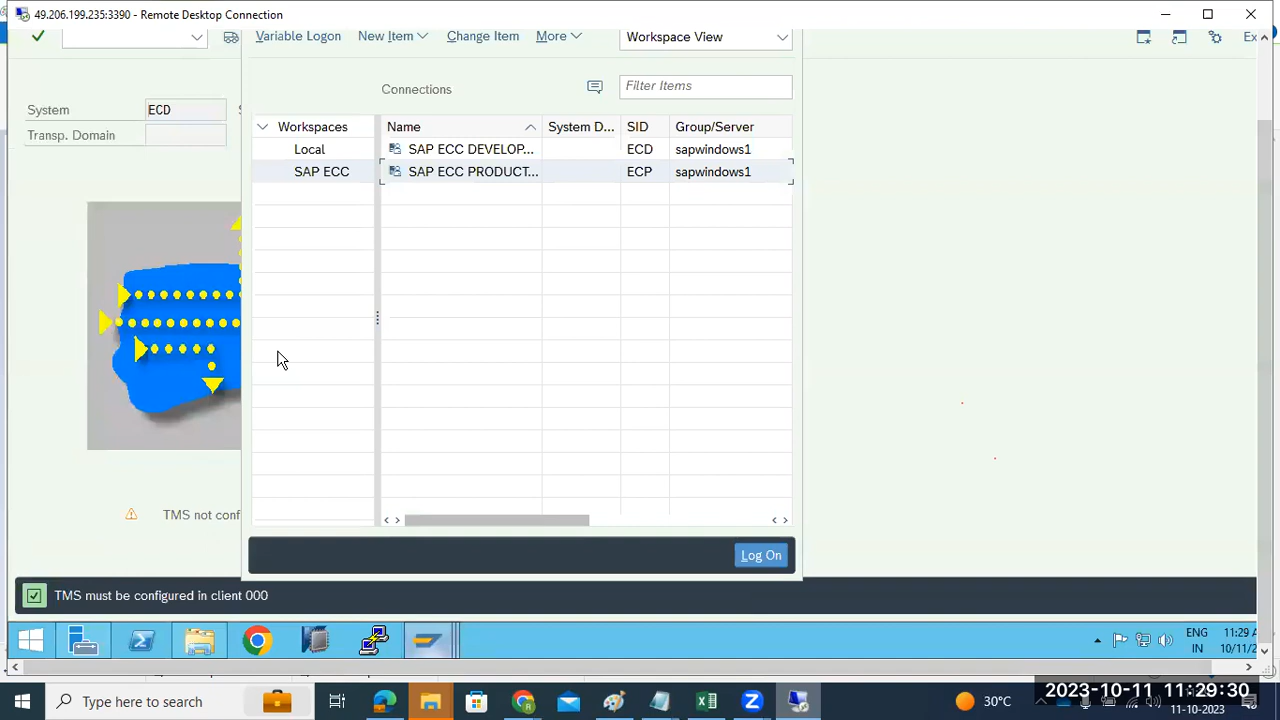 49.206.199.235:3390 - Remote Desktop Connection
Variable Logon New Item Change Item More Workspace View Ex
System ECD
Transp. Domain
Connections Filter Items
Workspaces Name System D... SID Group/Server
Local SAP ECC DEVELOP... ECD sapwindows1
SAP ECC SAP ECC PRODUCT... ECP sapwindows1
TMS not conf
Log On
TMS must be configured in client 000
ENG 11:29 A
IN 10/11/2
Type here to search 30°C
2023-10-11 11:29:30
11-10-2023